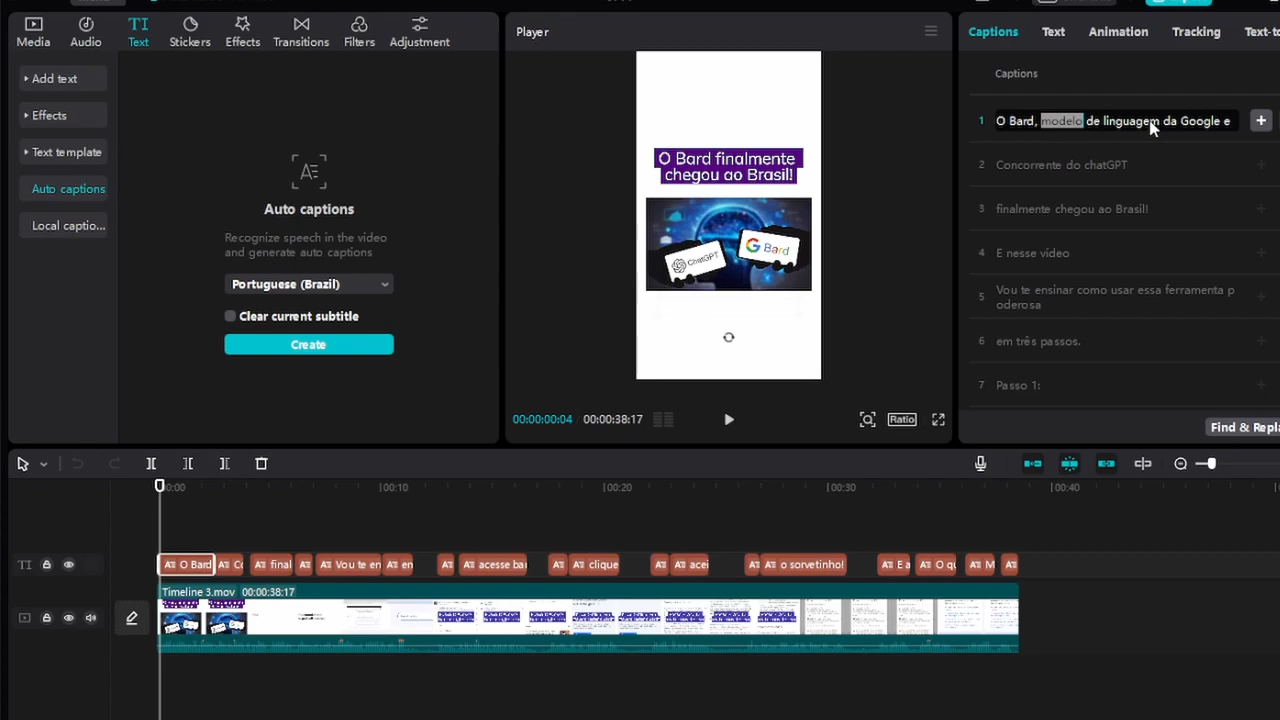 Media
Audio
Text
Stickers
Effects
Transitions
Filters
Adjustment
Add text
Effects
Text template
Auto captions
Local captio...
Auto captions
Recognize speech in the video
and generate auto captions
Portuguese (Brazil)
Clear current subtitle
Create
Player
O Bard finalmente
chegou ao Brasil!
ChatGPT
Bard
00:00:00:04 / 00:00:38:17
Ratio
Captions
Text
Animation
Tracking
Captions
1 O Bard, modelo de linguagem da Google e
2 Concorrente do chatGPT
3 finalmente chegou ao Brasil!
4 E nesse vídeo
5 Vou te ensinar como usar essa ferramenta p
oderosa
6 em três passos.
7 Passo 1:
Find & Repla
00:00 00:10 00:20 00:30 00:40
O Bard
final
Vou te en
en
acesse ba
clique
acei
o sorvetinho!
E a
O qu
M
Timeline 3.mov 00:00:38:17